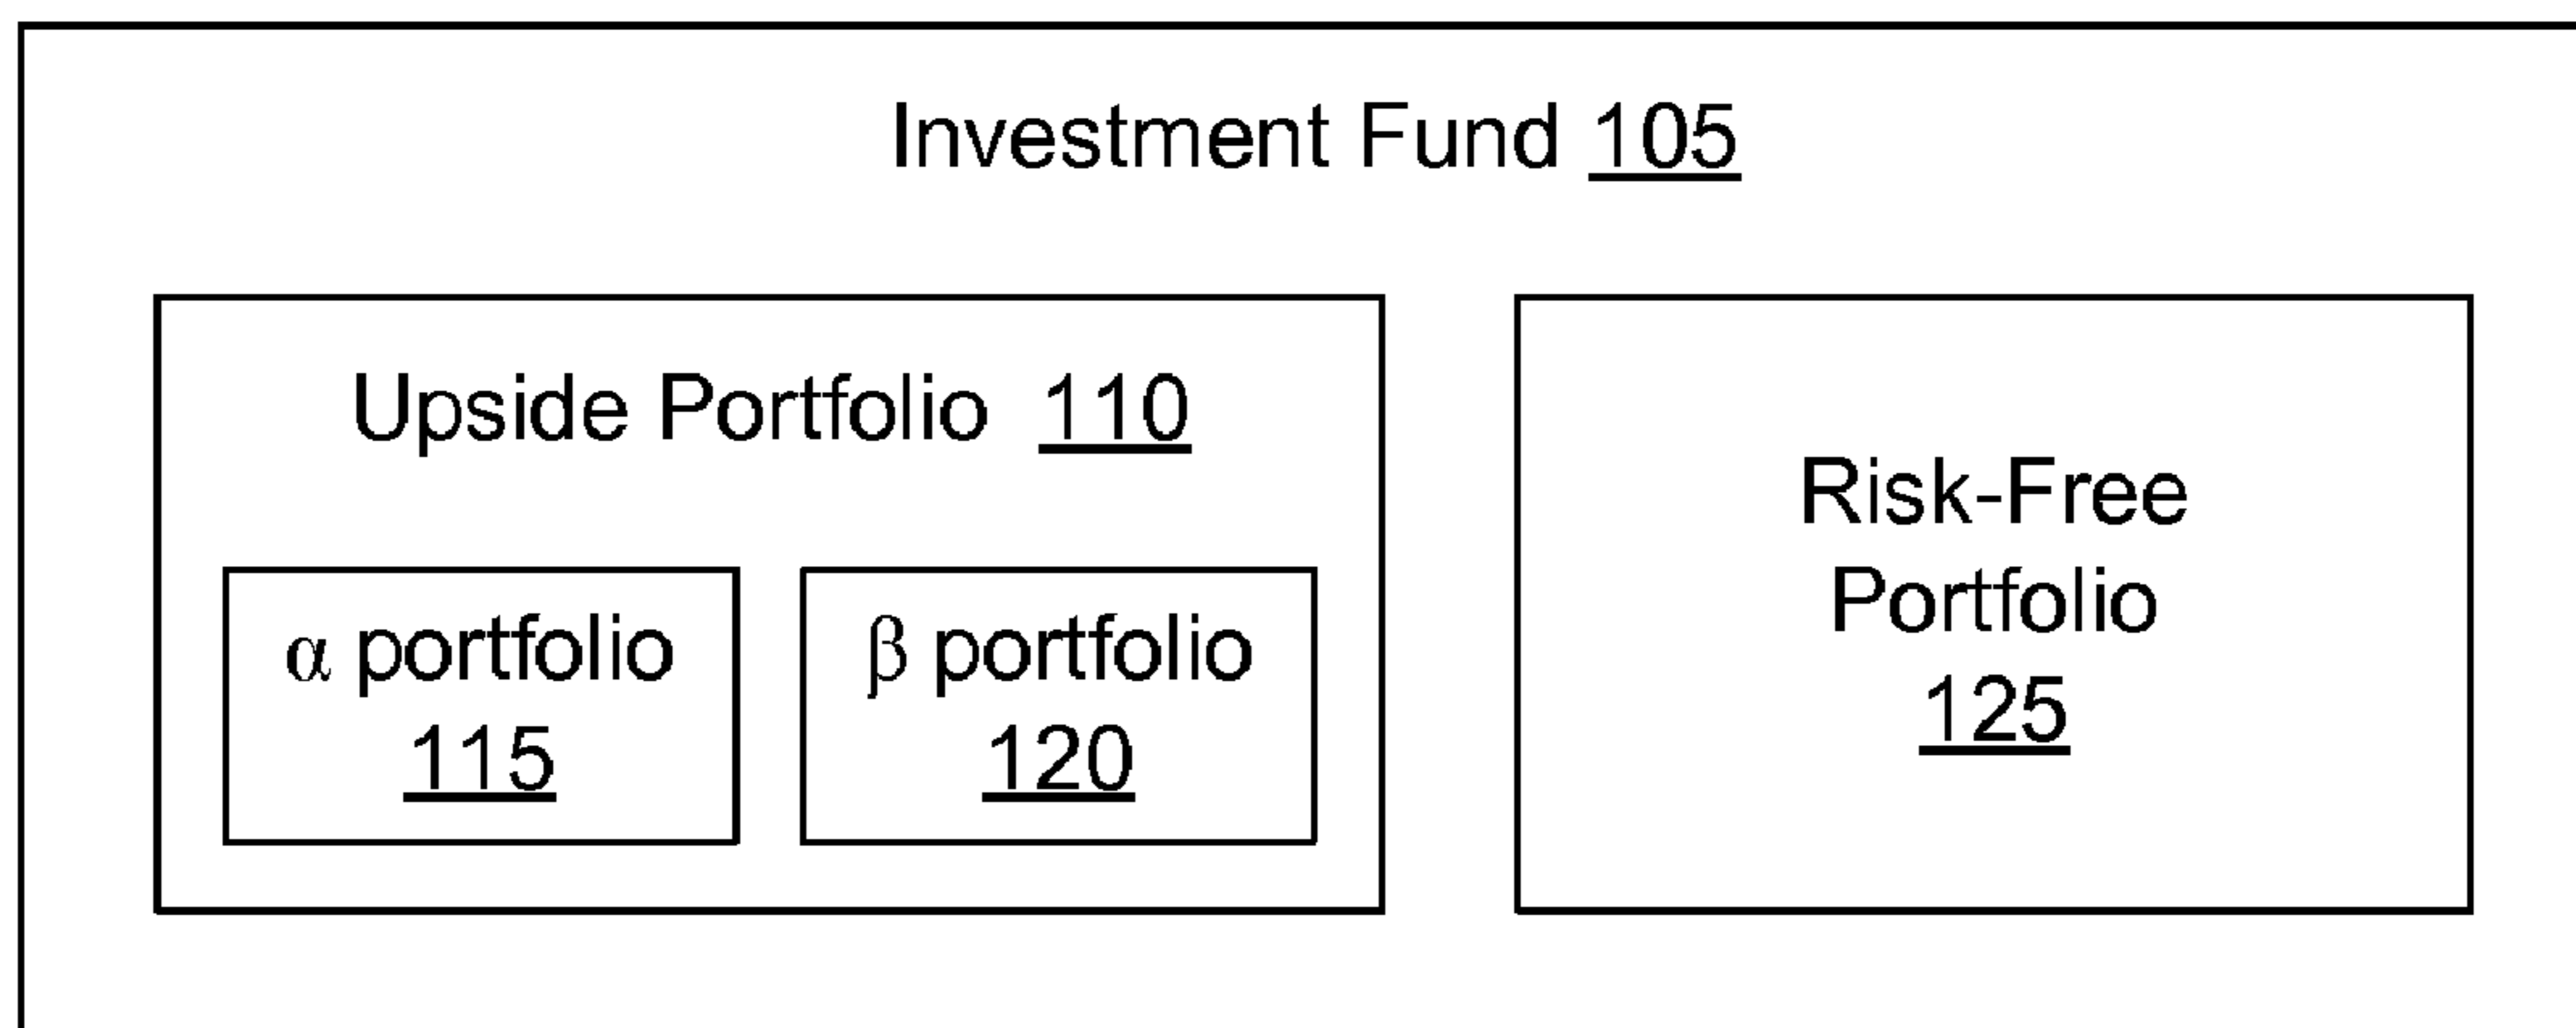 Investment Fund 105
Upside Portfolio 110
α portfolio
115
β portfolio
120
Risk-Free
Portfolio
125